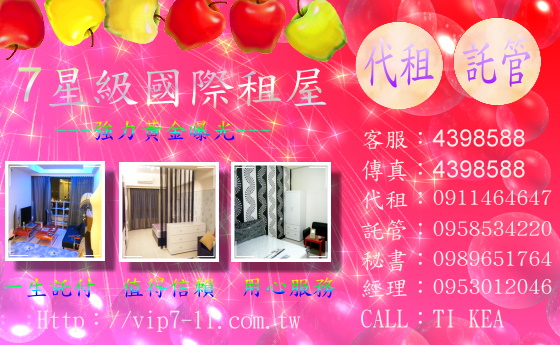 7星級國際租屋
---強力黃金曝光---
代租 託管
客服：4398588
傳真：4398588
代租：0911464647
託管：0958534220
秘書：0989651764
經理：0953012046
一生託付 值得信賴 用心服務
Http://vip7-11.com.tw
CALL：TI KEA